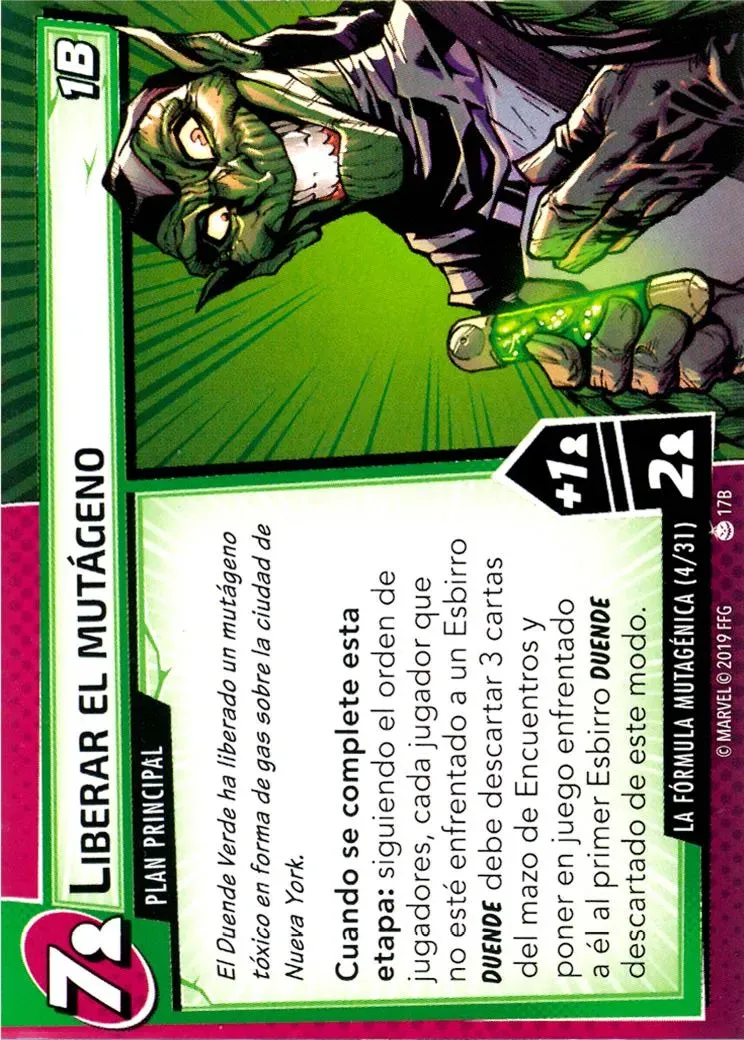 7
LIBERAR EL MUTÁGENO
1B
PLAN PRINCIPAL
El Duende Verde ha liberado un mutágeno
tóxico en forma de gas sobre la ciudad de
Nueva York.
Cuando se complete esta
etapa: siguiendo el orden de
jugadores, cada jugador que
no esté enfrentado a un Esbirro
DUENDE debe descartar 3 cartas
del mazo de Encuentros y
poner en juego enfrentado
a él al primer Esbirro DUENDE
descartado de este modo.
+1
2
LA FÓRMULA MUTAGÉNICA (4/31)
© MARVEL © 2019 FFG
17B